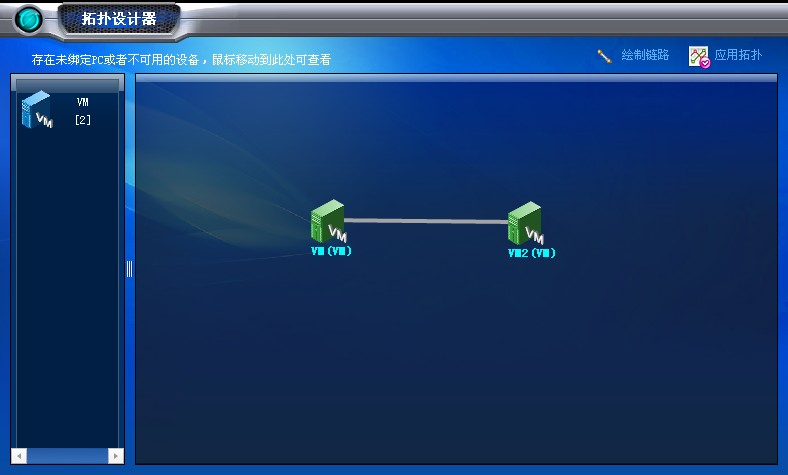 拓扑设计器
存在未绑定PC或者不可用的设备，鼠标移动到此处可查看
绘制链路
应用拓扑
VM
VM
[2]
VM
VM
VM(VM)
VM2(VM)